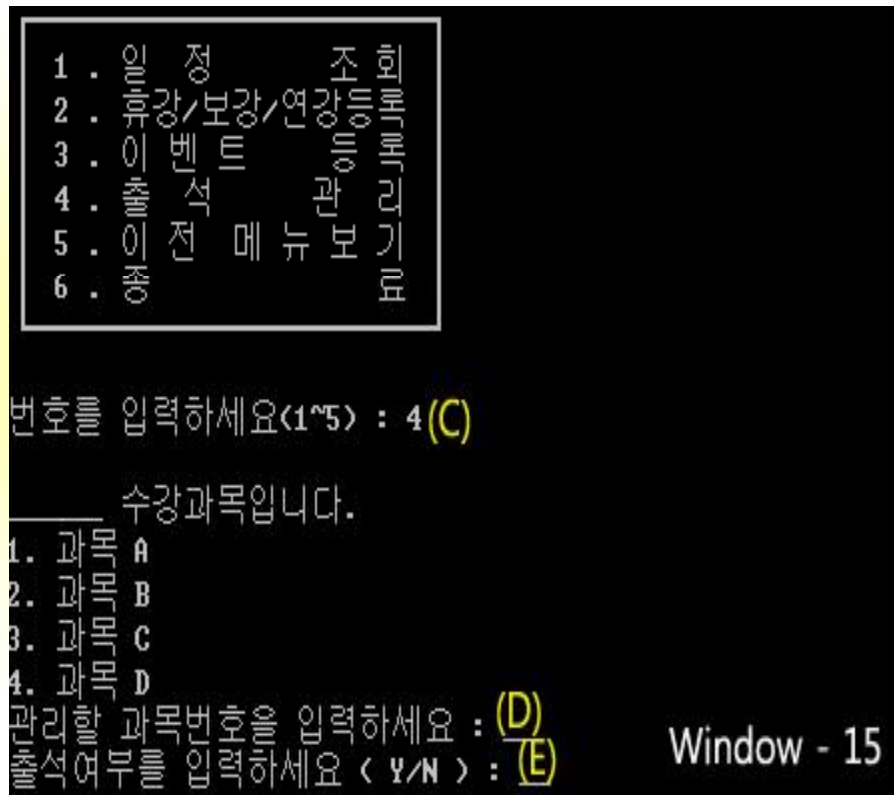 1 . 일 정 조 회
2 . 휴강/보강/연강등록
3 . 이 벤 트 등 록
4 . 출 석 관 리
5 . 이 전 메 뉴 보 기
6 . 종 료
번호를 입력하세요(1~5) : 4 (C)
_____ 수강과목입니다.
1. 과목 A
2. 과목 B
3. 과목 C
4. 과목 D
관리할 과목번호을 입력하세요 : (D)
출석여부를 입력하세요 ( Y/N ) : (E)
Window - 15